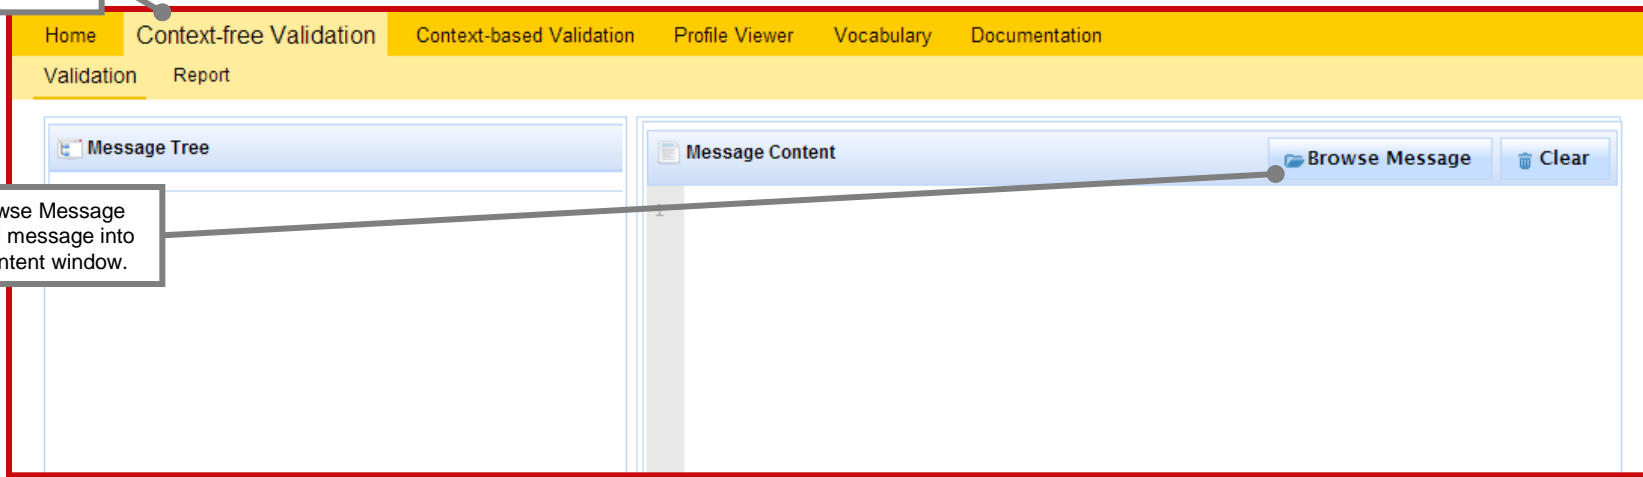 Home Context-free Validation Context-based Validation Profile Viewer Vocabulary Documentation
Validation Report
Message Tree
Message Content Browse Message Clear
1
wse Message
message into
ntent window.